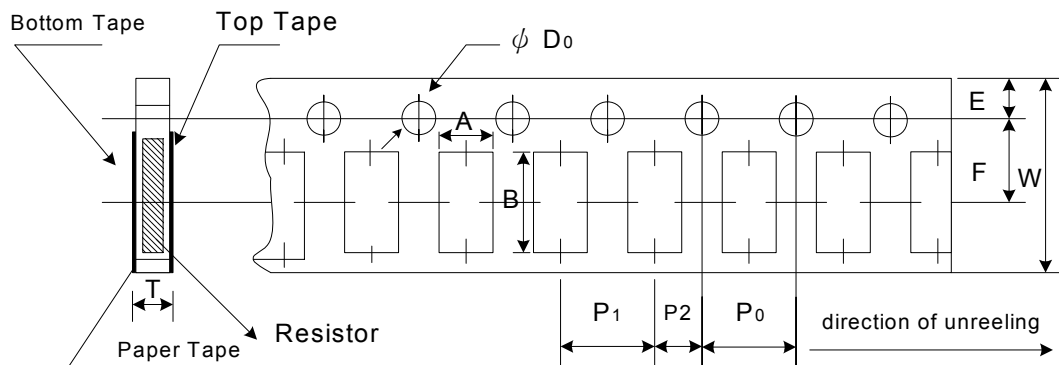 Bottom Tape
Top Tape
ϕ D0
E
A
F
W
B
T
P1
P2
P0
Resistor
direction of unreeling
Paper Tape